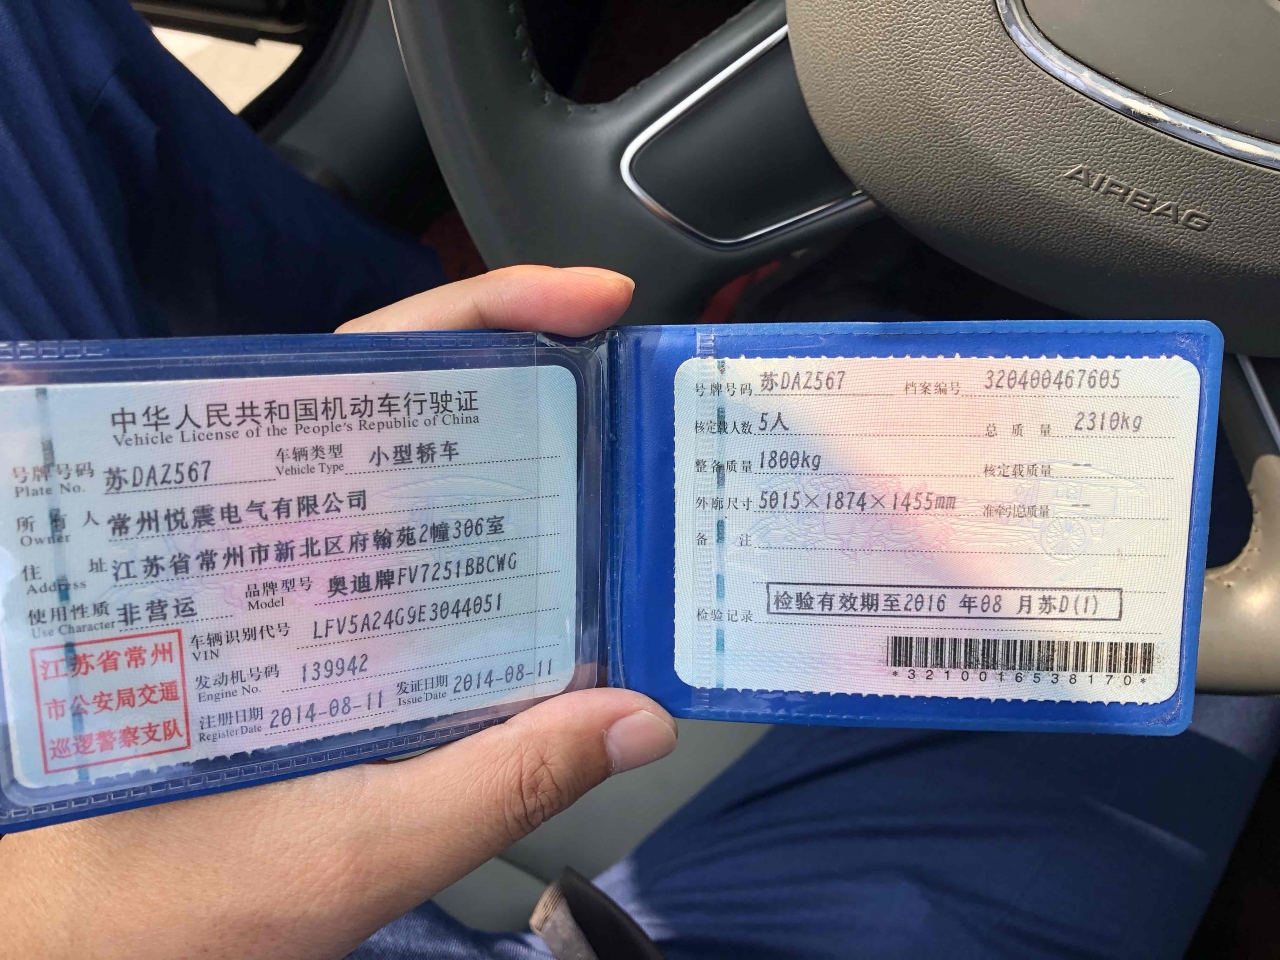 AIRBAG
中华人民共和国机动车行驶证
Vehicle License of the People's Republic of China
号牌号码 苏DAZ567 车辆类型 小型轿车
Plate No. Vehicle Type
所有人 常州悦震电气有限公司
Owner
住址 江苏省常州市新北区府翰苑2幢306室
Address
使用性质 非营运 品牌型号 奥迪牌FV7251BBCWG
Use Character Model
车辆识别代号 LFV5A24G9E3044051
VIN
发动机号码 139942
Engine No.
注册日期 2014-08-11 发证日期 2014-08-11
Register Date Issue Date
江苏省常州
市公安局交通
巡逻警察支队
号牌号码 苏DAZ567 档案编号 320400467605
核定载人数 5人 总质量 2310kg
整备质量 1800kg 核定载质量
外廓尺寸 5015×1874×1455mm 准牵引总质量
备注
检验记录 检验有效期至2016 年08 月苏D(1)
*3210016538170*